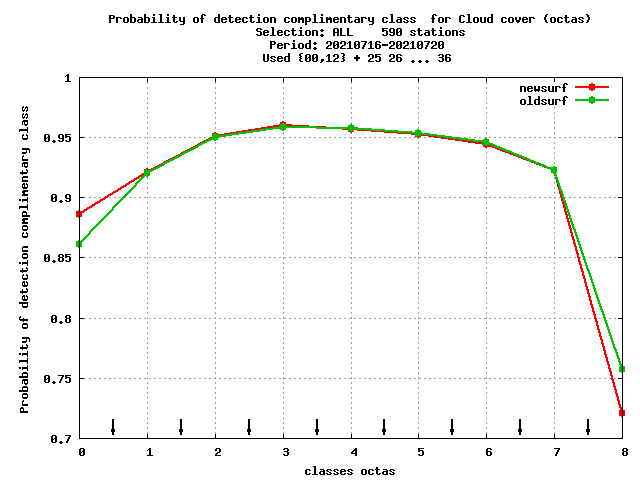 Probability of detection complimentary class  for Cloud cover (octas)
Selection: ALL    590 stations
Period: 20210716-20210720
Used {00,12} + 25 26 ... 36
newsurf
oldsurf
Probability of detection complimentary class
1
0.95
0.9
0.85
0.8
0.75
0.7
0 1 2 3 4 5 6 7 8
classes octas